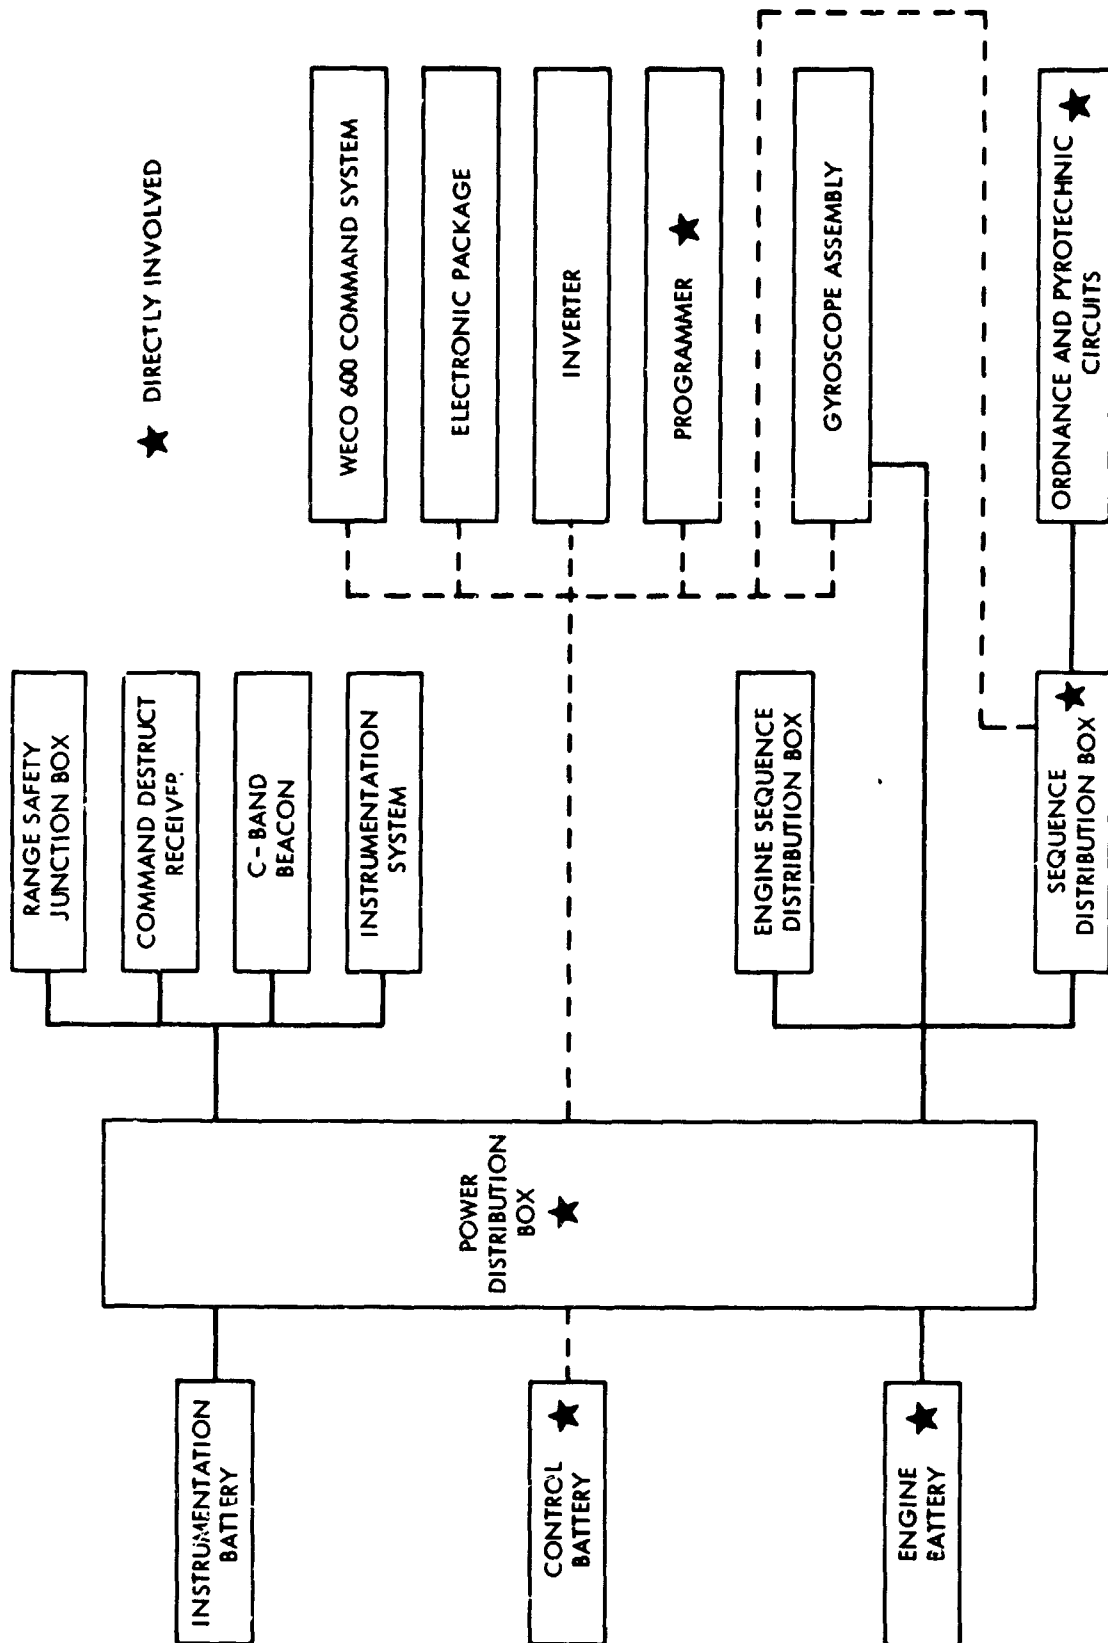 ★ DIRECTLY INVOLVED
INSTRUMENTATION
BATTERY
CONTROL
BATTERY ★
ENGINE
BATTERY ★
POWER
DISTRIBUTION
BOX
★
RANGE SAFETY
JUNCTION BOX
COMMAND DESTRUCT
RECEIVER
C-BAND
BEACON
INSTRUMENTATION
SYSTEM
ENGINE SEQUENCE
DISTRIBUTION BOX
SEQUENCE
DISTRIBUTION BOX ★
WECO 600 COMMAND SYSTEM
ELECTRONIC PACKAGE
INVERTER
PROGRAMMER ★
GYROSCOPE ASSEMBLY
ORDNANCE AND PYROTECHNIC ★
CIRCUITS